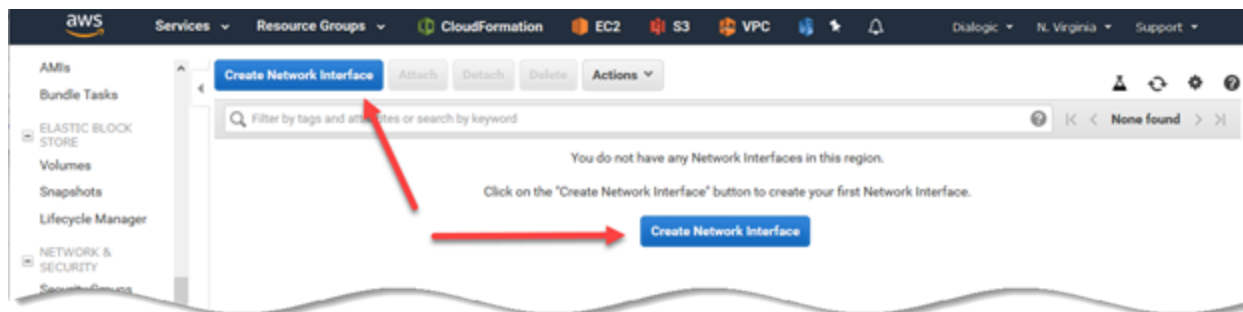 aws Services Resource Groups CloudFormation EC2 S3 VPC Dialogic N. Virginia Support
AMIs
Bundle Tasks
ELASTIC BLOCK
STORE
Volumes
Snapshots
Lifecycle Manager
NETWORK &
SECURITY
Security Groups
Create Network Interface Attach Detach Delete Actions
Filter by tags and attributes or search by keyword
None found
You do not have any Network Interfaces in this region.
Click on the "Create Network Interface" button to create your first Network Interface.
Create Network Interface